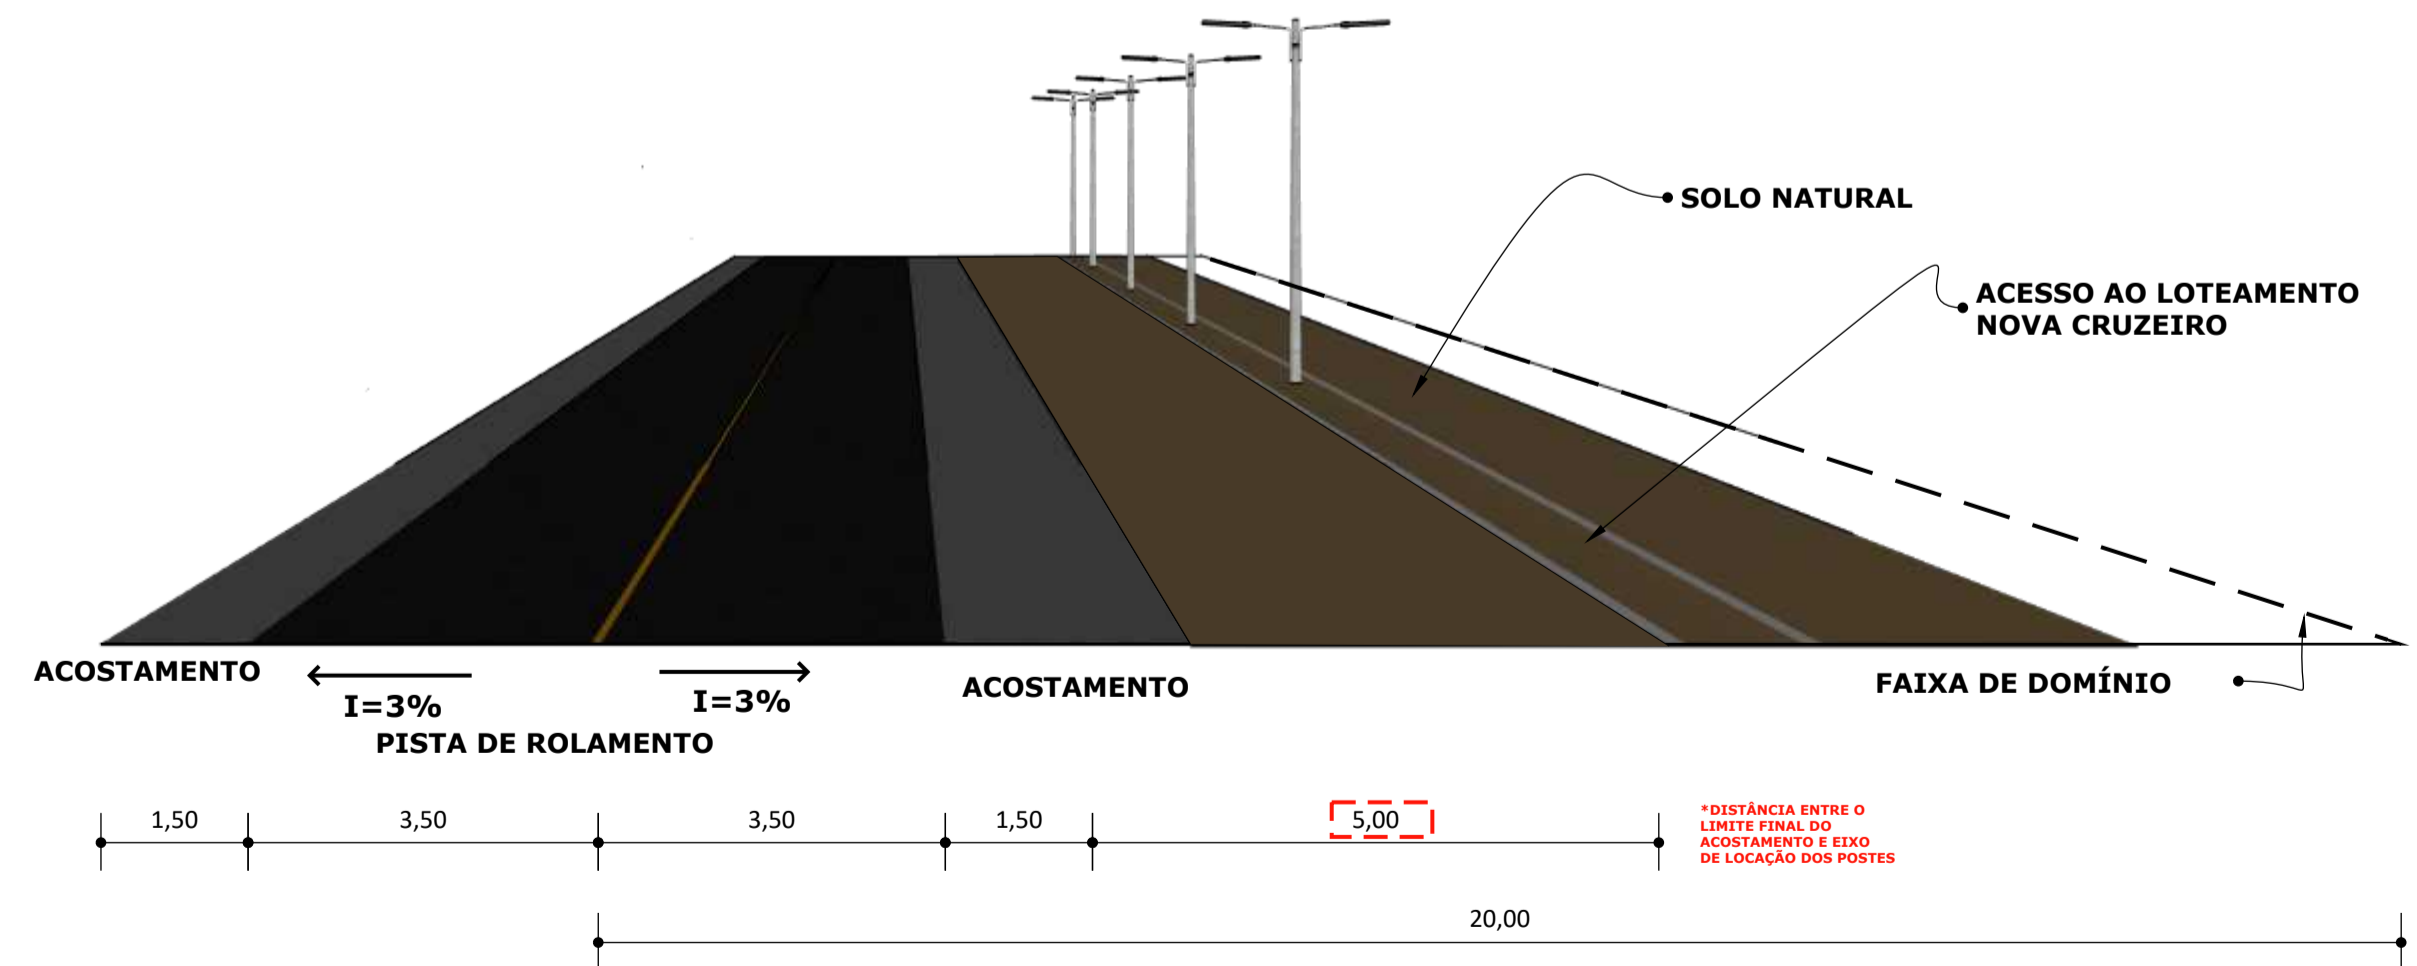 SOLO NATURAL
ACESSO AO LOTEAMENTO
NOVA CRUZEIRO
ACOSTAMENTO
I=3%
I=3%
ACOSTAMENTO
FAIXA DE DOMÍNIO
PISTA DE ROLAMENTO
1,50
3,50
3,50
1,50
5,00
*DISTÂNCIA ENTRE O
LIMITE FINAL DO
ACOSTAMENTO E EIXO
DE LOCAÇÃO DOS POSTES
20,00